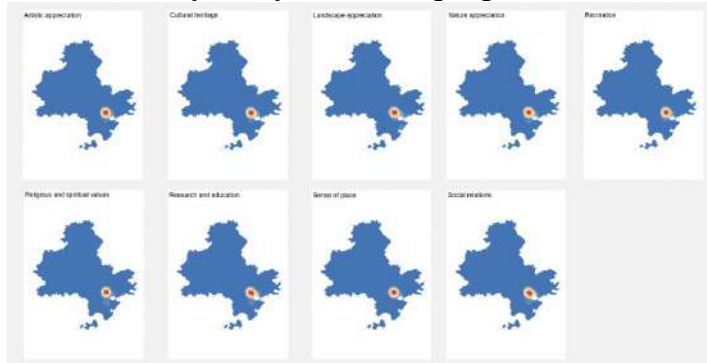 Artistic appreciation
Cultural heritage
Landscape appreciation
Nature appreciation
Recreation
Religious and spiritual values
Research and education
Sense of place
Social relations